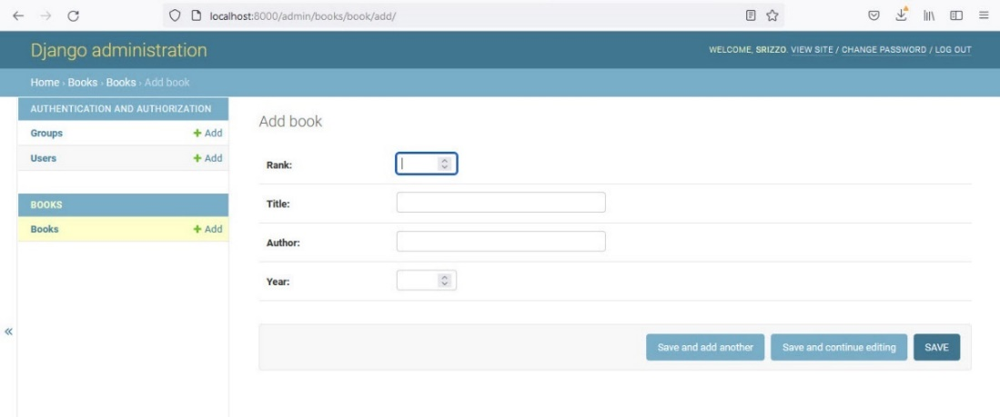 localhost:8000/admin/books/book/add/
Django administration
WELCOME, SRIZZO. VIEW SITE / CHANGE PASSWORD / LOG OUT
Home › Books › Books › Add book
AUTHENTICATION AND AUTHORIZATION
Groups + Add
Users + Add
BOOKS
Books + Add
«
Add book
Rank:
Title:
Author:
Year:
Save and add another Save and continue editing SAVE